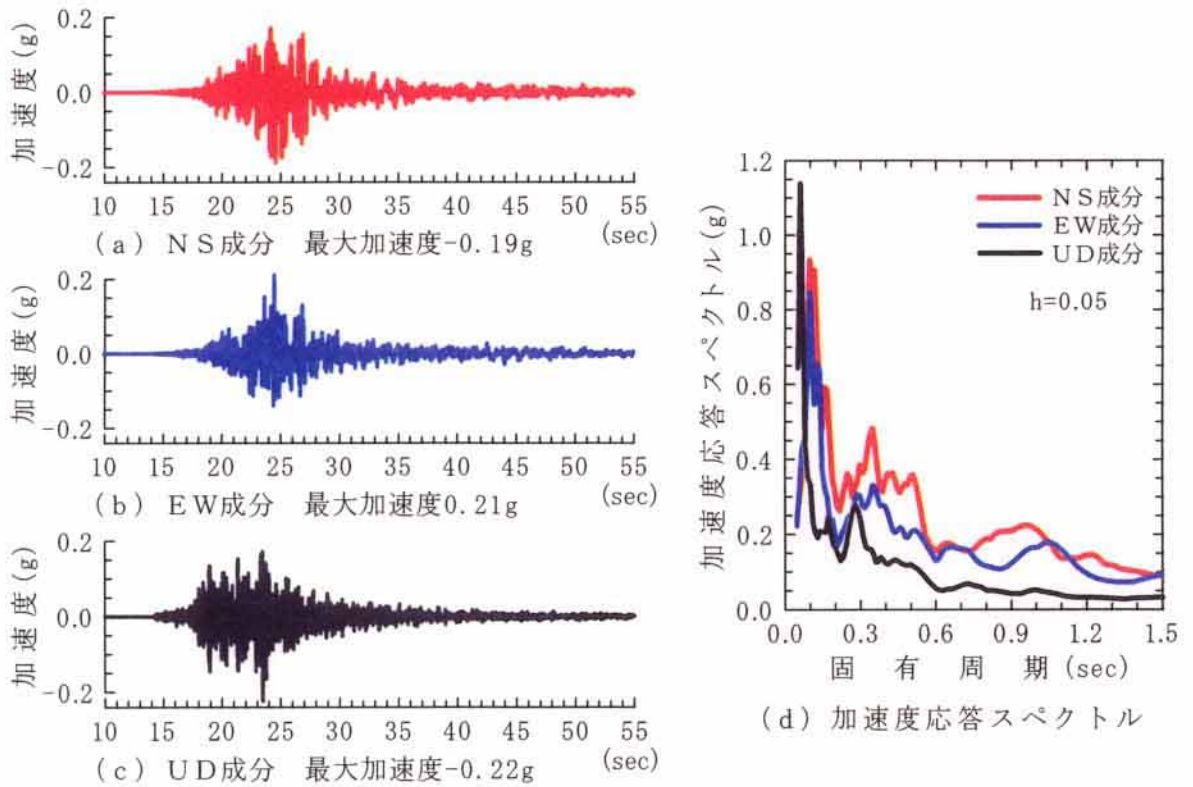 加速度(g)
0.2
0.0
-0.2
10 15 20 25 30 35 40 45 50 55
(sec)
(a) NS成分 最大加速度-0.19g
加速度(g)
0.2
0.0
-0.2
10 15 20 25 30 35 40 45 50 55
(sec)
(b) EW成分 最大加速度0.21g
加速度(g)
0.2
0.0
-0.2
10 15 20 25 30 35 40 45 50 55
(sec)
(c) UD成分 最大加速度-0.22g
加速度応答スペクトル(g)
1.2
1.0
0.8
0.6
0.4
0.2
0.0
NS成分
EW成分
UD成分
h=0.05
0.0 0.3 0.6 0.9 1.2 1.5
固有周期(sec)
(d) 加速度応答スペクトル